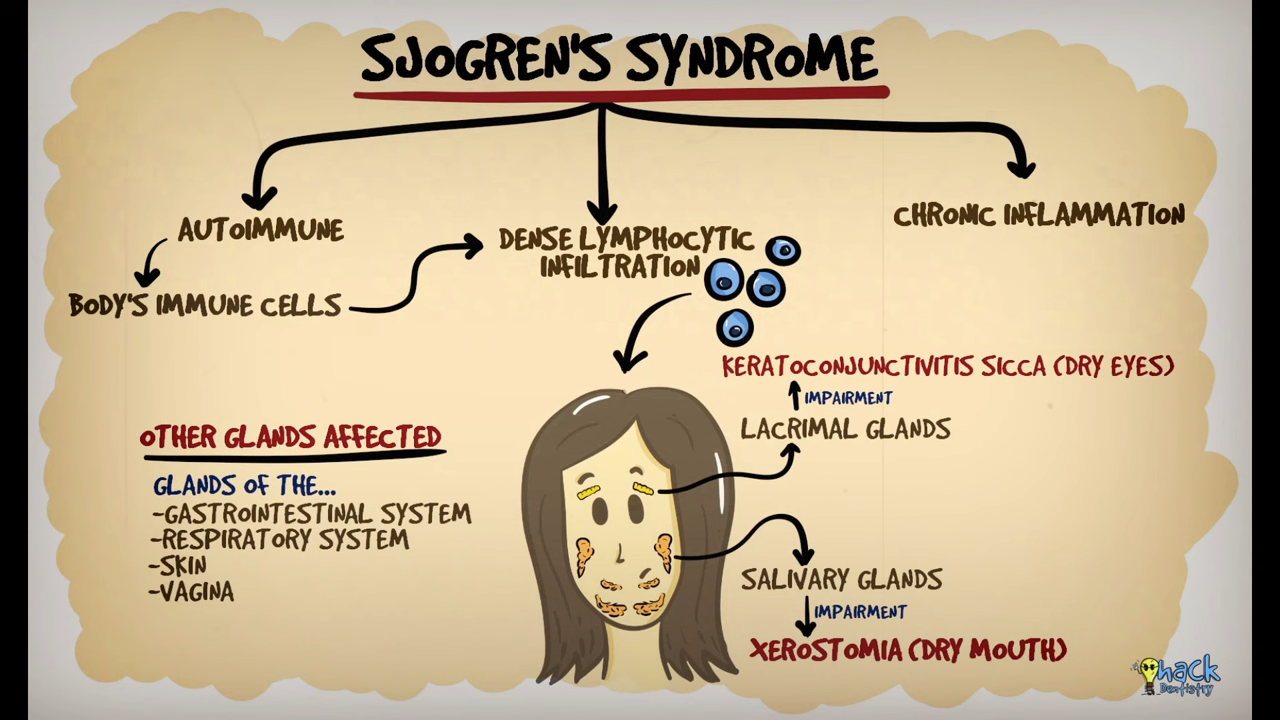 SJOGREN'S SYNDROME
AUTOIMMUNE
BODY'S IMMUNE CELLS
DENSE LYMPHOCYTIC
INFILTRATION
CHRONIC INFLAMMATION
KERATOCONJUNCTIVITIS SICCA (DRY EYES)
IMPAIRMENT
LACRIMAL GLANDS
OTHER GLANDS AFFECTED
GLANDS OF THE...
-GASTROINTESTINAL SYSTEM
-RESPIRATORY SYSTEM
-SKIN
-VAGINA
SALIVARY GLANDS
IMPAIRMENT
XEROSTOMIA (DRY MOUTH)
hack
Dentistry